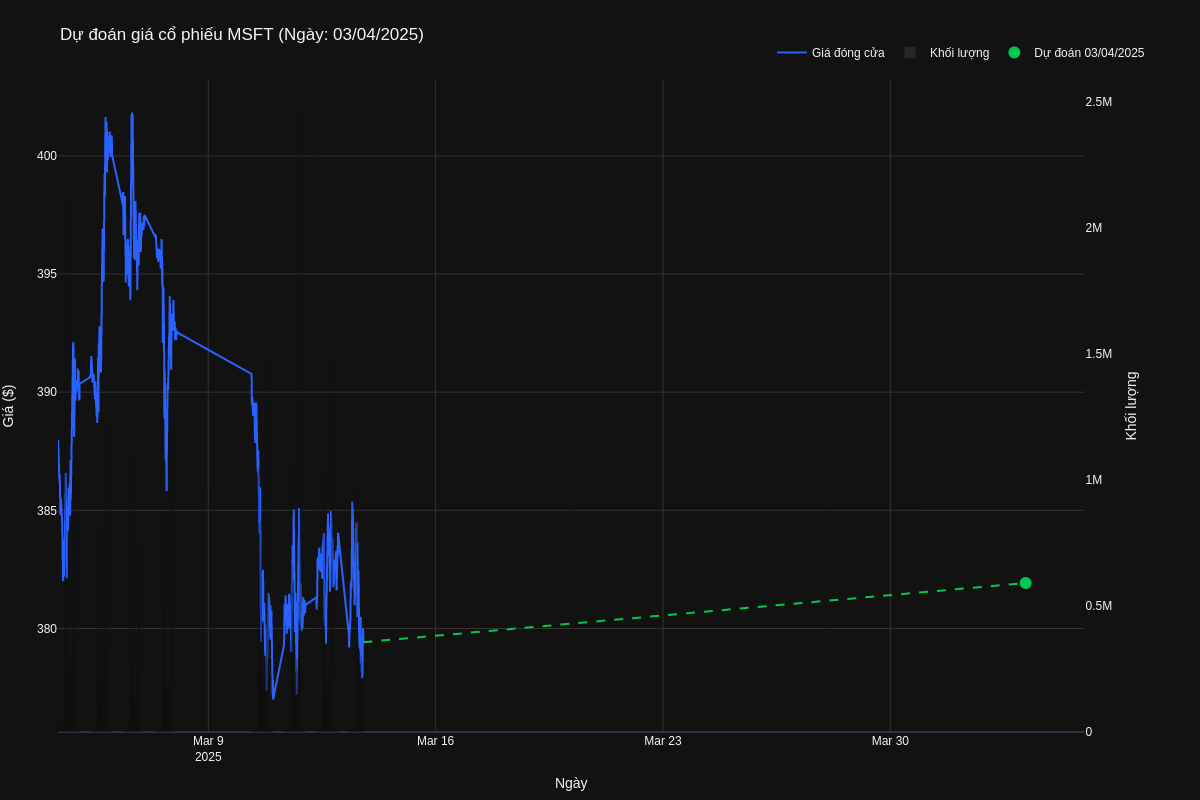 Dự đoán giá cổ phiếu MSFT (Ngày: 03/04/2025)
Giá đóng cửa
Khối lượng
Dự đoán 03/04/2025
400
395
390
385
380
Giá ($)
2.5M
2M
1.5M
1M
0.5M
0
Khối lượng
Mar 9
2025
Mar 16
Mar 23
Mar 30
Ngày